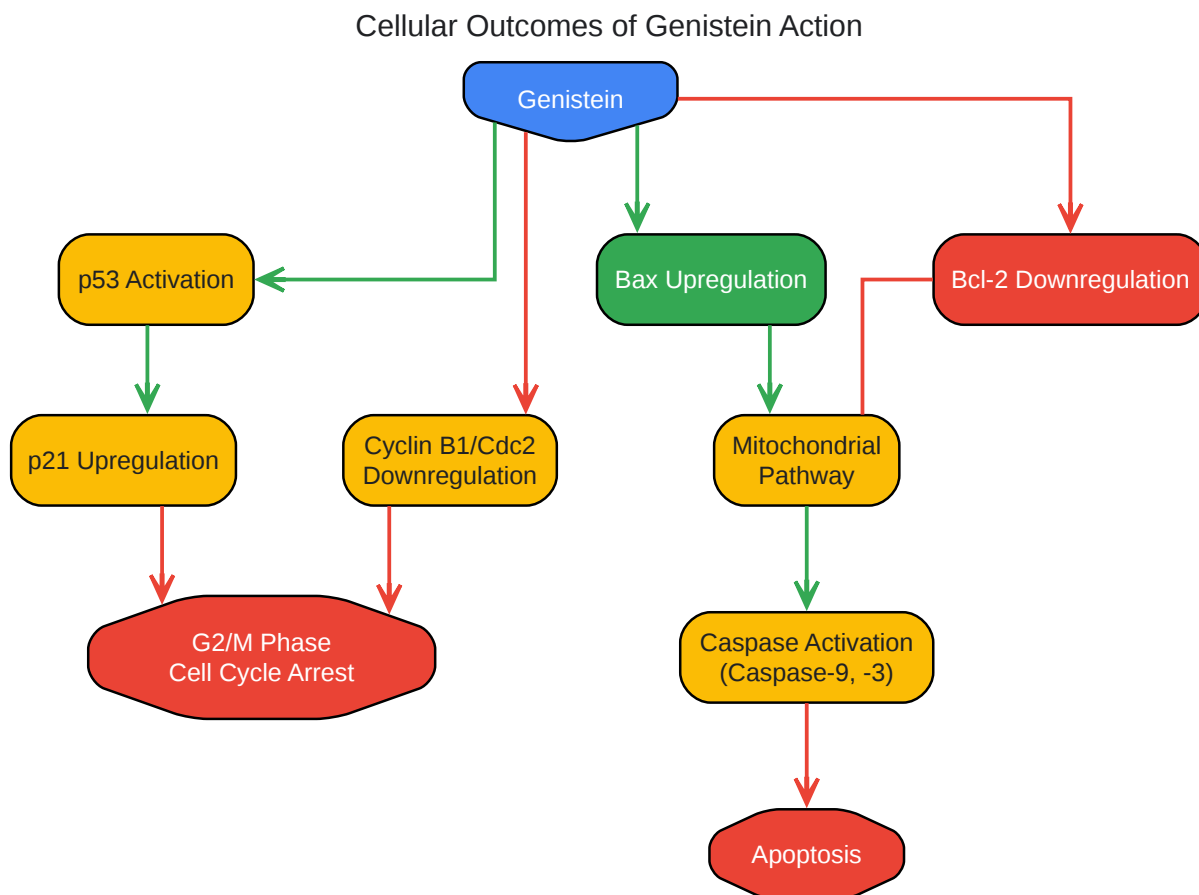 Cellular Outcomes of Genistein Action
Genistein
p53 Activation
Bax Upregulation
Bcl-2 Downregulation
p21 Upregulation
Cyclin B1/Cdc2
Downregulation
Mitochondrial
Pathway
G2/M Phase
Cell Cycle Arrest
Caspase Activation
(Caspase-9, -3)
Apoptosis